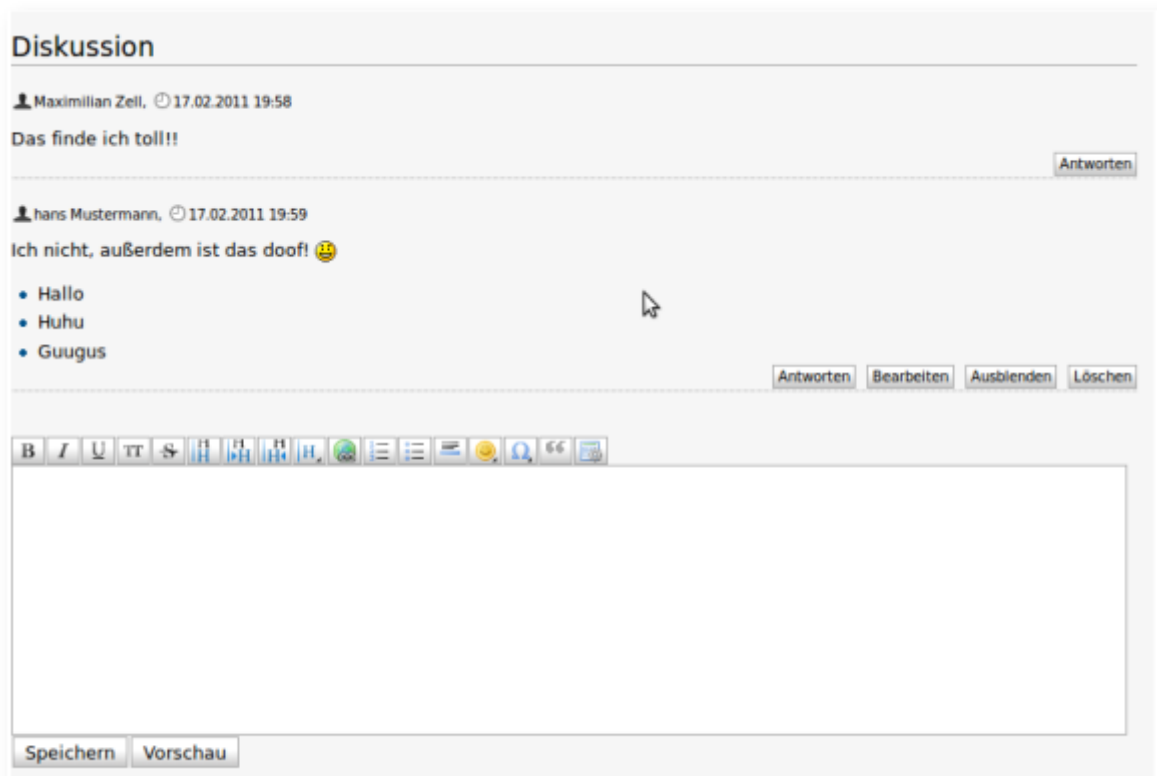 Diskussion
Maximilian Zell, 17.02.2011 19:58
Das finde ich toll!!
Antworten
hans Mustermann, 17.02.2011 19:59
Ich nicht, außerdem ist das doof!
Hallo
Huhu
Guugus
Antworten Bearbeiten Ausblenden Löschen
B I U TT S H H H H H H H Ω “
Speichern Vorschau